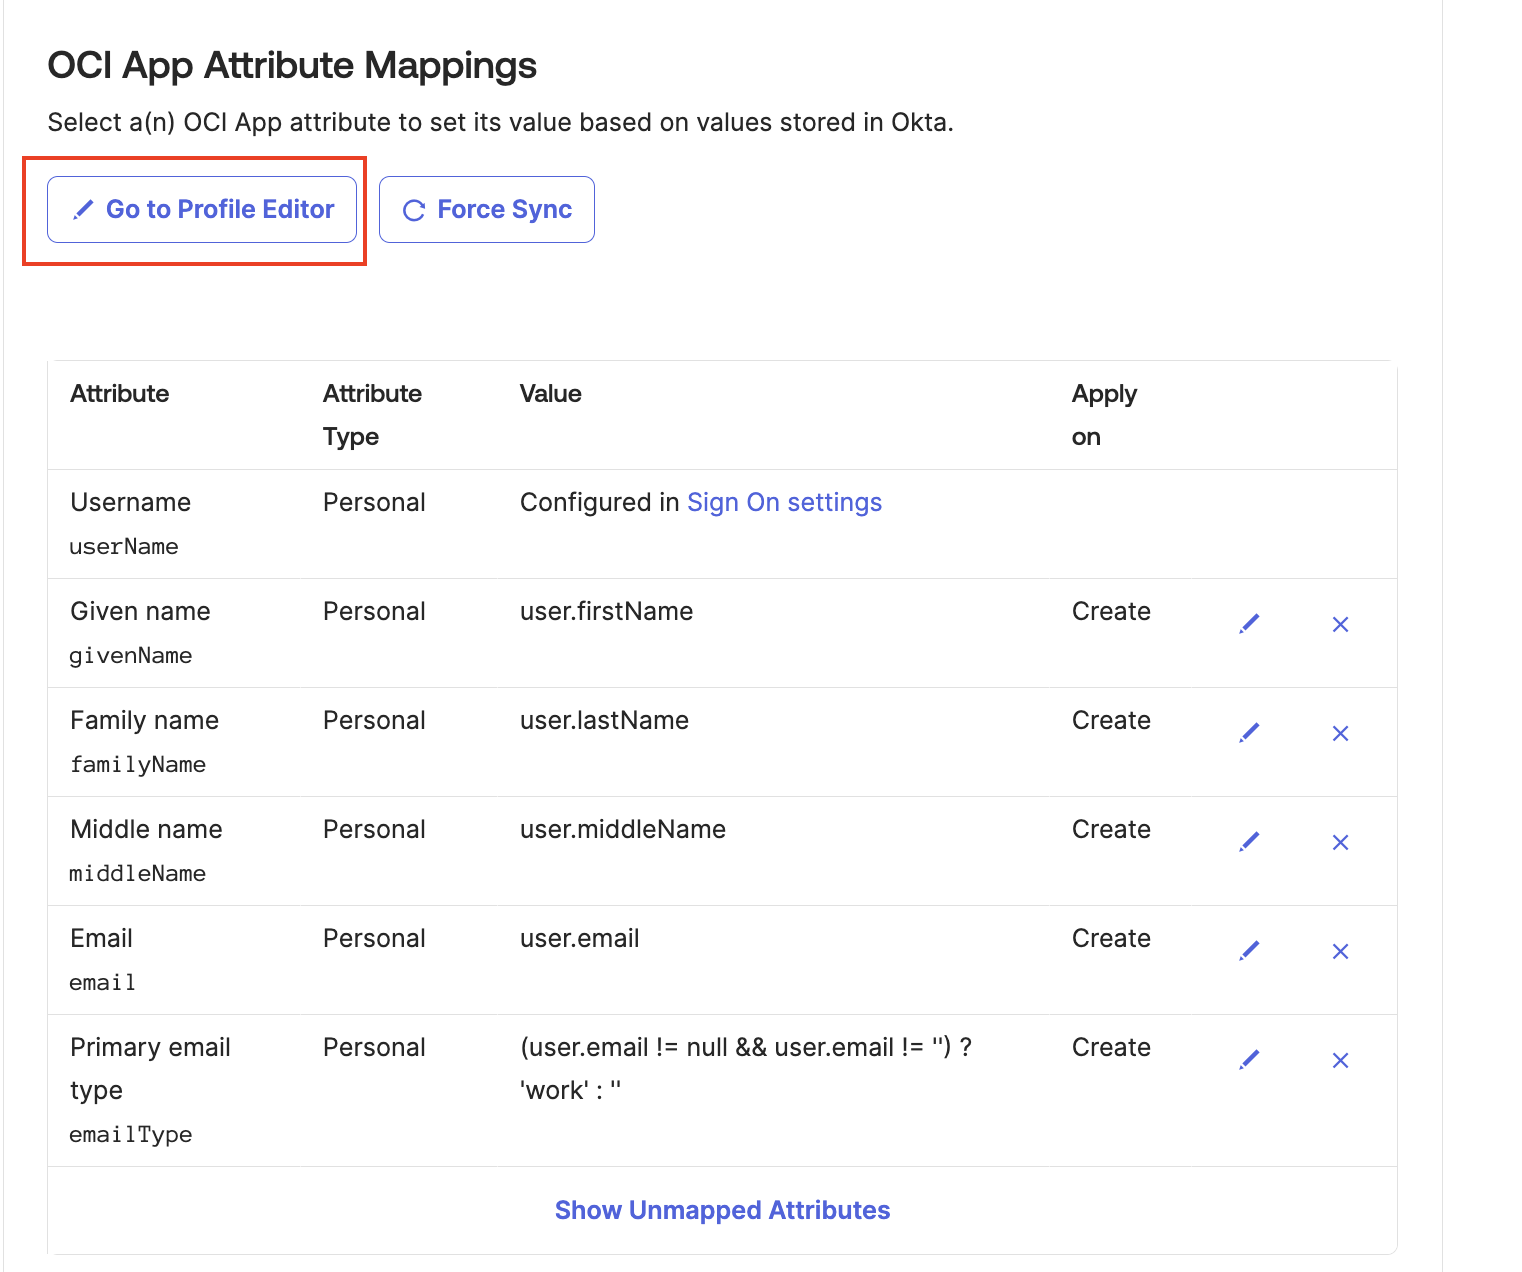 OCI App Attribute Mappings
Select a(n) OCI App attribute to set its value based on values stored in Okta.
Go to Profile Editor
Force Sync
Attribute
Attribute
Type
Value
Apply
on
Username
userName
Personal
Configured in Sign On settings
Given name
givenName
Personal
user.firstName
Create
Family name
familyName
Personal
user.lastName
Create
Middle name
middleName
Personal
user.middleName
Create
Email
email
Personal
user.email
Create
Primary email
type
emailType
Personal
(user.email != null && user.email != '') ?
'work' : ''
Create
Show Unmapped Attributes